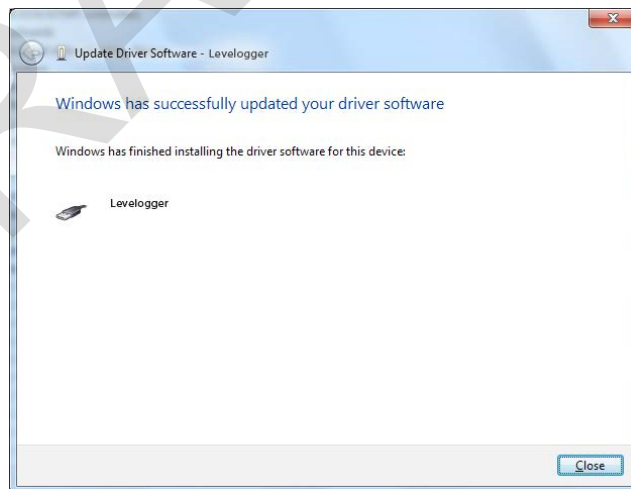 Update Driver Software - Levelogger
Windows has successfully updated your driver software
Windows has finished installing the driver software for this device:
Levelogger
Close